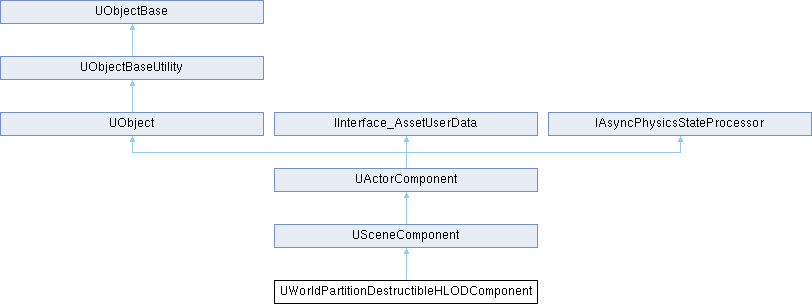 UObjectBase
UObjectBaseUtility
UObject
IInterface_AssetUserData
IAsyncPhysicsStateProcessor
UActorComponent
USceneComponent
UWorldPartitionDestructibleHLODComponent